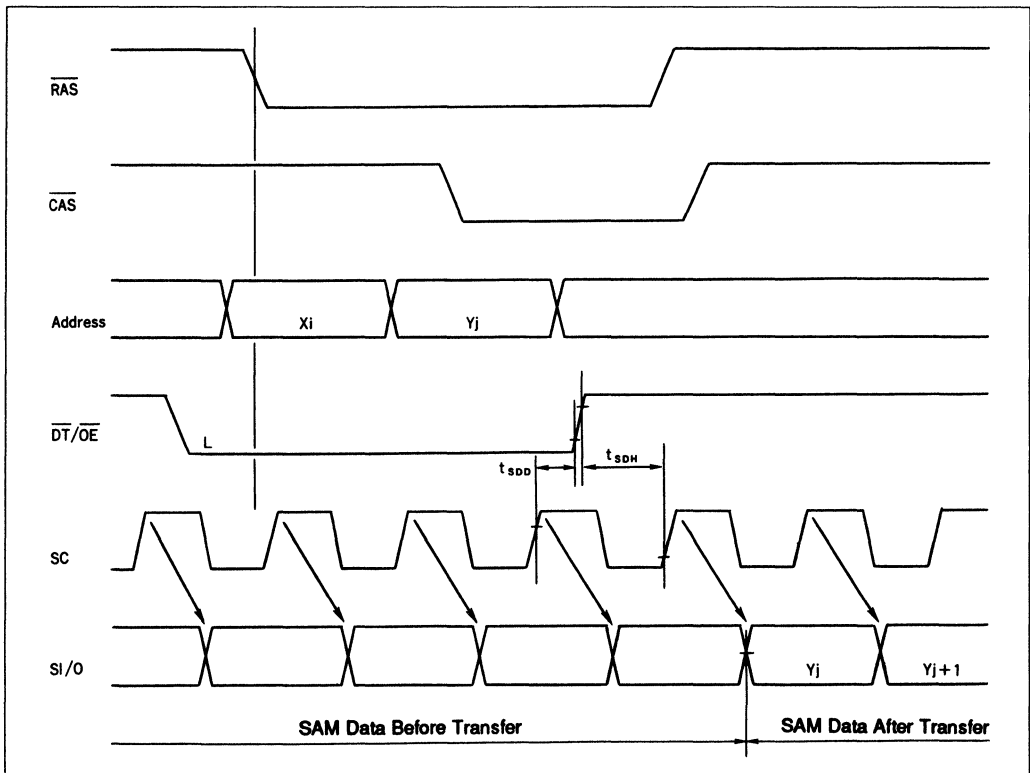 RAS
CAS
Address
Xi
Yj
DT/OE
L
tSDD
tSDH
SC
SI/O
Yj
Yj+1
SAM Data Before Transfer
SAM Data After Transfer